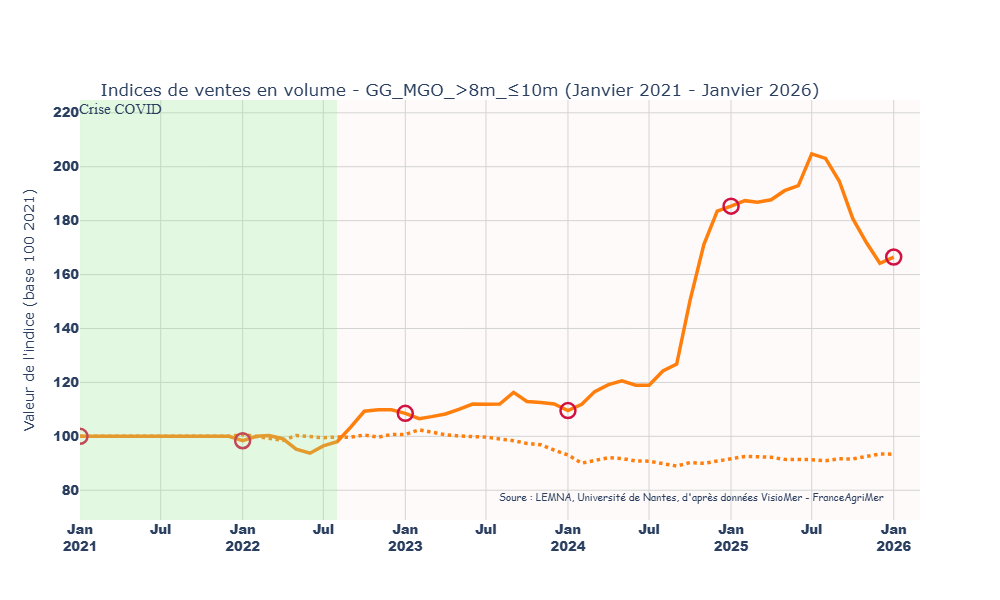 Indices de ventes en volume - GG_MGO_>8m_≤10m (Janvier 2021 - Janvier 2026)
Crise COVID
Valeur de l'indice (base 100 2021)
220
200
180
160
140
120
100
80
Soure : LEMNA, Université de Nantes, d'après données VisioMer - FranceAgriMer
Jan Jul Jan Jul Jan Jul Jan Jul Jan Jul Jan
2021 2022 2023 2024 2025 2026